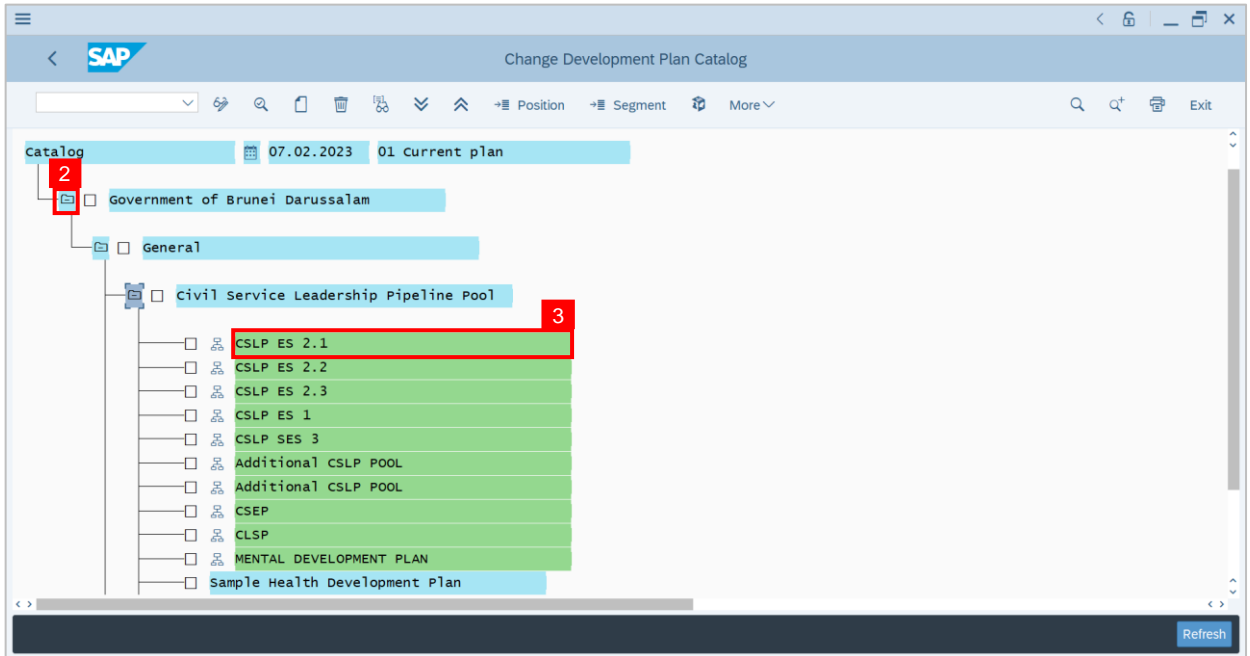 SAP
Change Development Plan Catalog
Position Segment More Exit
Catalog 07.02.2023 01 Current plan
2
Government of Brunei Darussalam
General
Civil Service Leadership Pipeline Pool
3
CSLP ES 2.1
CSLP ES 2.2
CSLP ES 2.3
CSLP ES 1
CSLP SES 3
Additional CSLP POOL
Additional CSLP POOL
CSEP
CLSP
MENTAL DEVELOPMENT PLAN
Sample Health Development Plan
Refresh